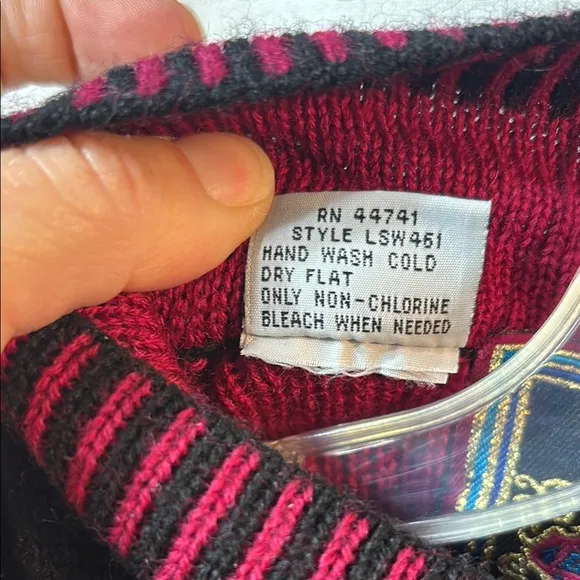 RN 44741
STYLE LSW461
HAND WASH COLD
DRY FLAT
ONLY NON-CHLORINE
BLEACH WHEN NEEDED